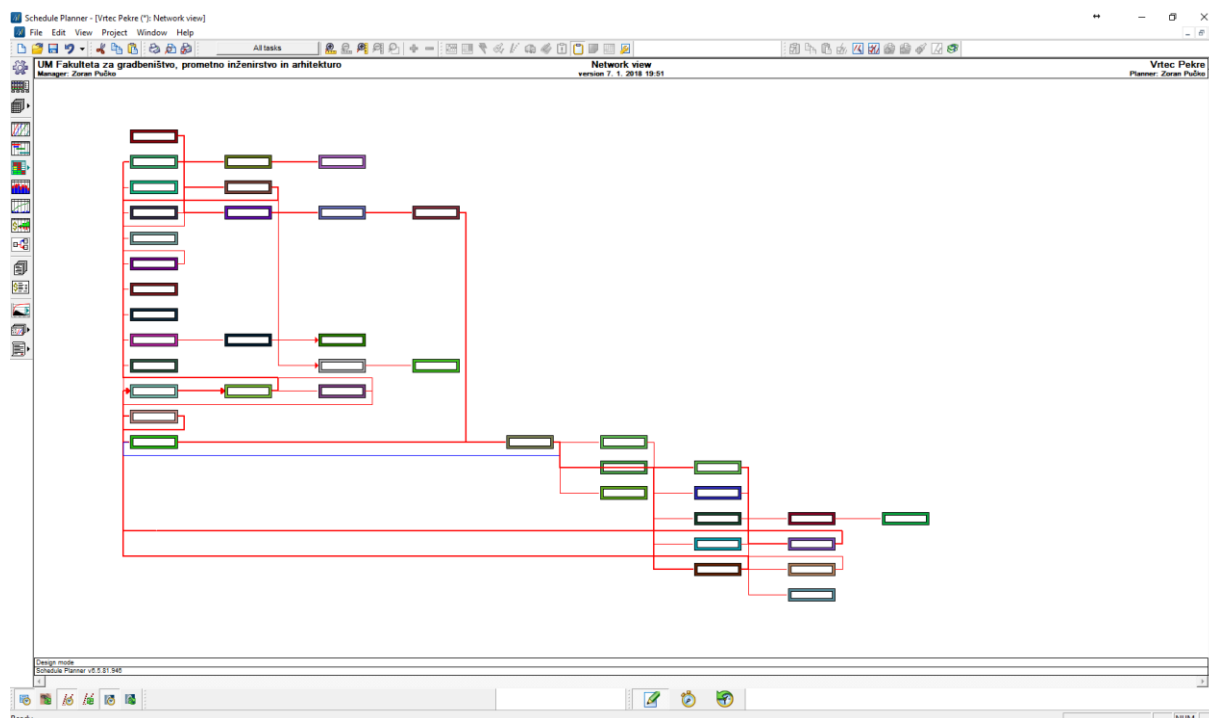 Schedule Planner - [Vrtec Pekre (*): Network view]
File Edit View Project Window Help
All tasks
UM Fakulteta za gradbeništvo, prometno inženirstvo in arhitekturo
Network view
Vrtec Pekre
Manager: Zoran Pučko
version 7. 1. 2018 19:51
Planner: Zoran Pučko
Design mode
Schedule Planner v6.5.81.946
Ready
NUM